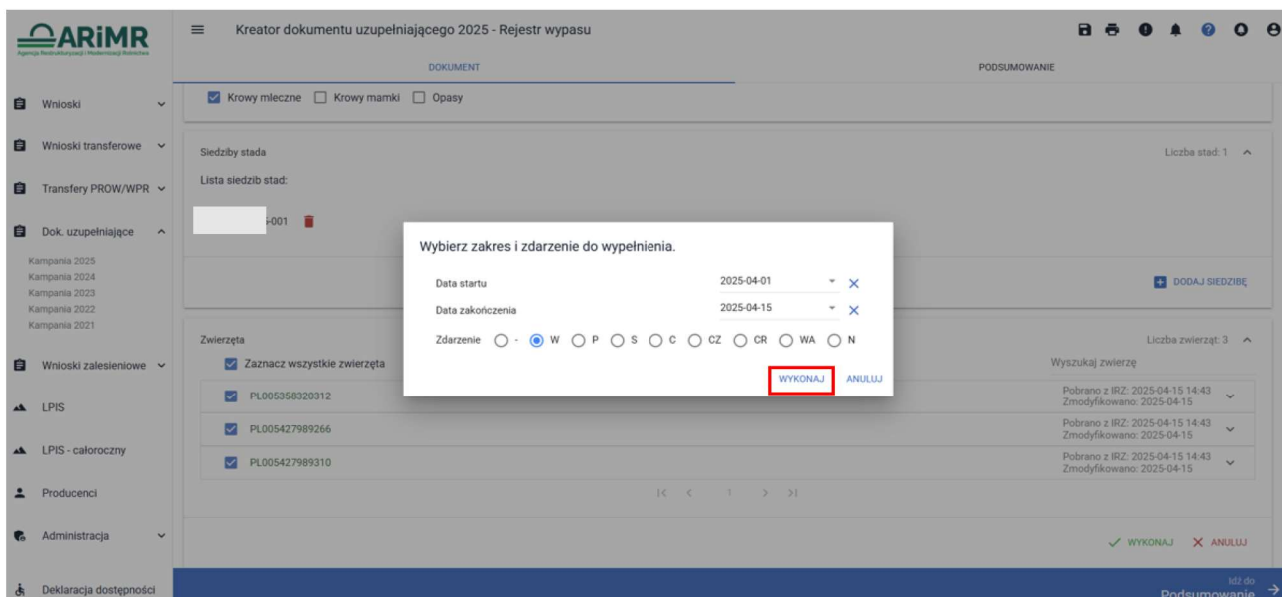 ARiMR
Agencja Restrukturyzacji i Modernizacji Rolnictwa
Kreator dokumentu uzupełniającego 2025 - Rejestr wypasu
DOKUMENT
PODSUMOWANIE
Wnioski
Wnioski transferowe
Transfery PROW/WPR
Dok. uzupełniające
Kampania 2025
Kampania 2024
Kampania 2023
Kampania 2022
Kampania 2021
Wnioski zalesieniowe
LPIS
LPIS - całoroczny
Producenci
Administracja
Deklaracja dostępności
Krowy mleczne Krowy mamki Opasy
Siedziby stada
Liczba stad: 1
Lista siedzib stad:
-001
DODAJ SIEDZIBĘ
Wybierz zakres i zdarzenie do wypełnienia.
Data startu 2025-04-01
Data zakończenia 2025-04-15
Zdarzenie - W P S C CZ CR WA N
WYKONAJ ANULUJ
Zwierzęta
Liczba zwierząt: 3
Zaznacz wszystkie zwierzęta
Wyszukaj zwierzę
PL005358320312
Pobrano z IRZ: 2025-04-15 14:43
Zmodyfikowano: 2025-04-15
PL005427989266
Pobrano z IRZ: 2025-04-15 14:43
Zmodyfikowano: 2025-04-15
PL005427989310
Pobrano z IRZ: 2025-04-15 14:43
Zmodyfikowano: 2025-04-15
1
WYKONAJ ANULUJ
Idź do
Podsumowanie